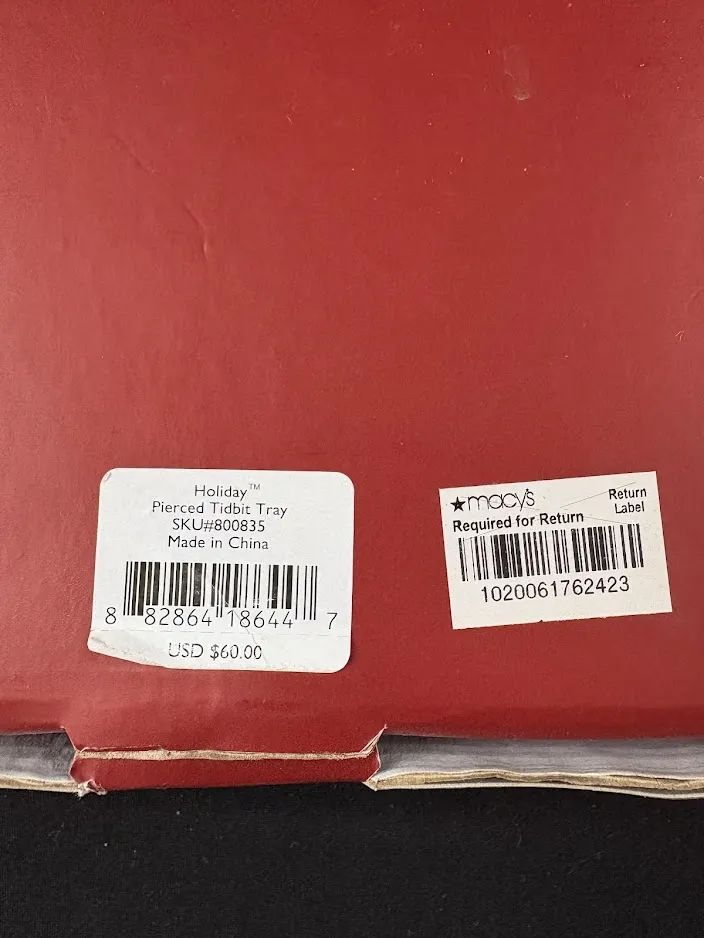 Holiday™
Pierced Tidbit Tray
SKU#800835
Made in China
8 82864 18644 7
USD $60.00
★macy's
Return
Label
Required for Return
1020061762423